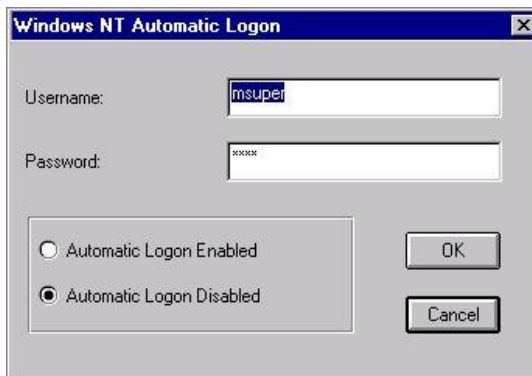 Windows NT Automatic Logon
Username:
msuper
Password:
****
Automatic Logon Enabled
Automatic Logon Disabled
OK
Cancel